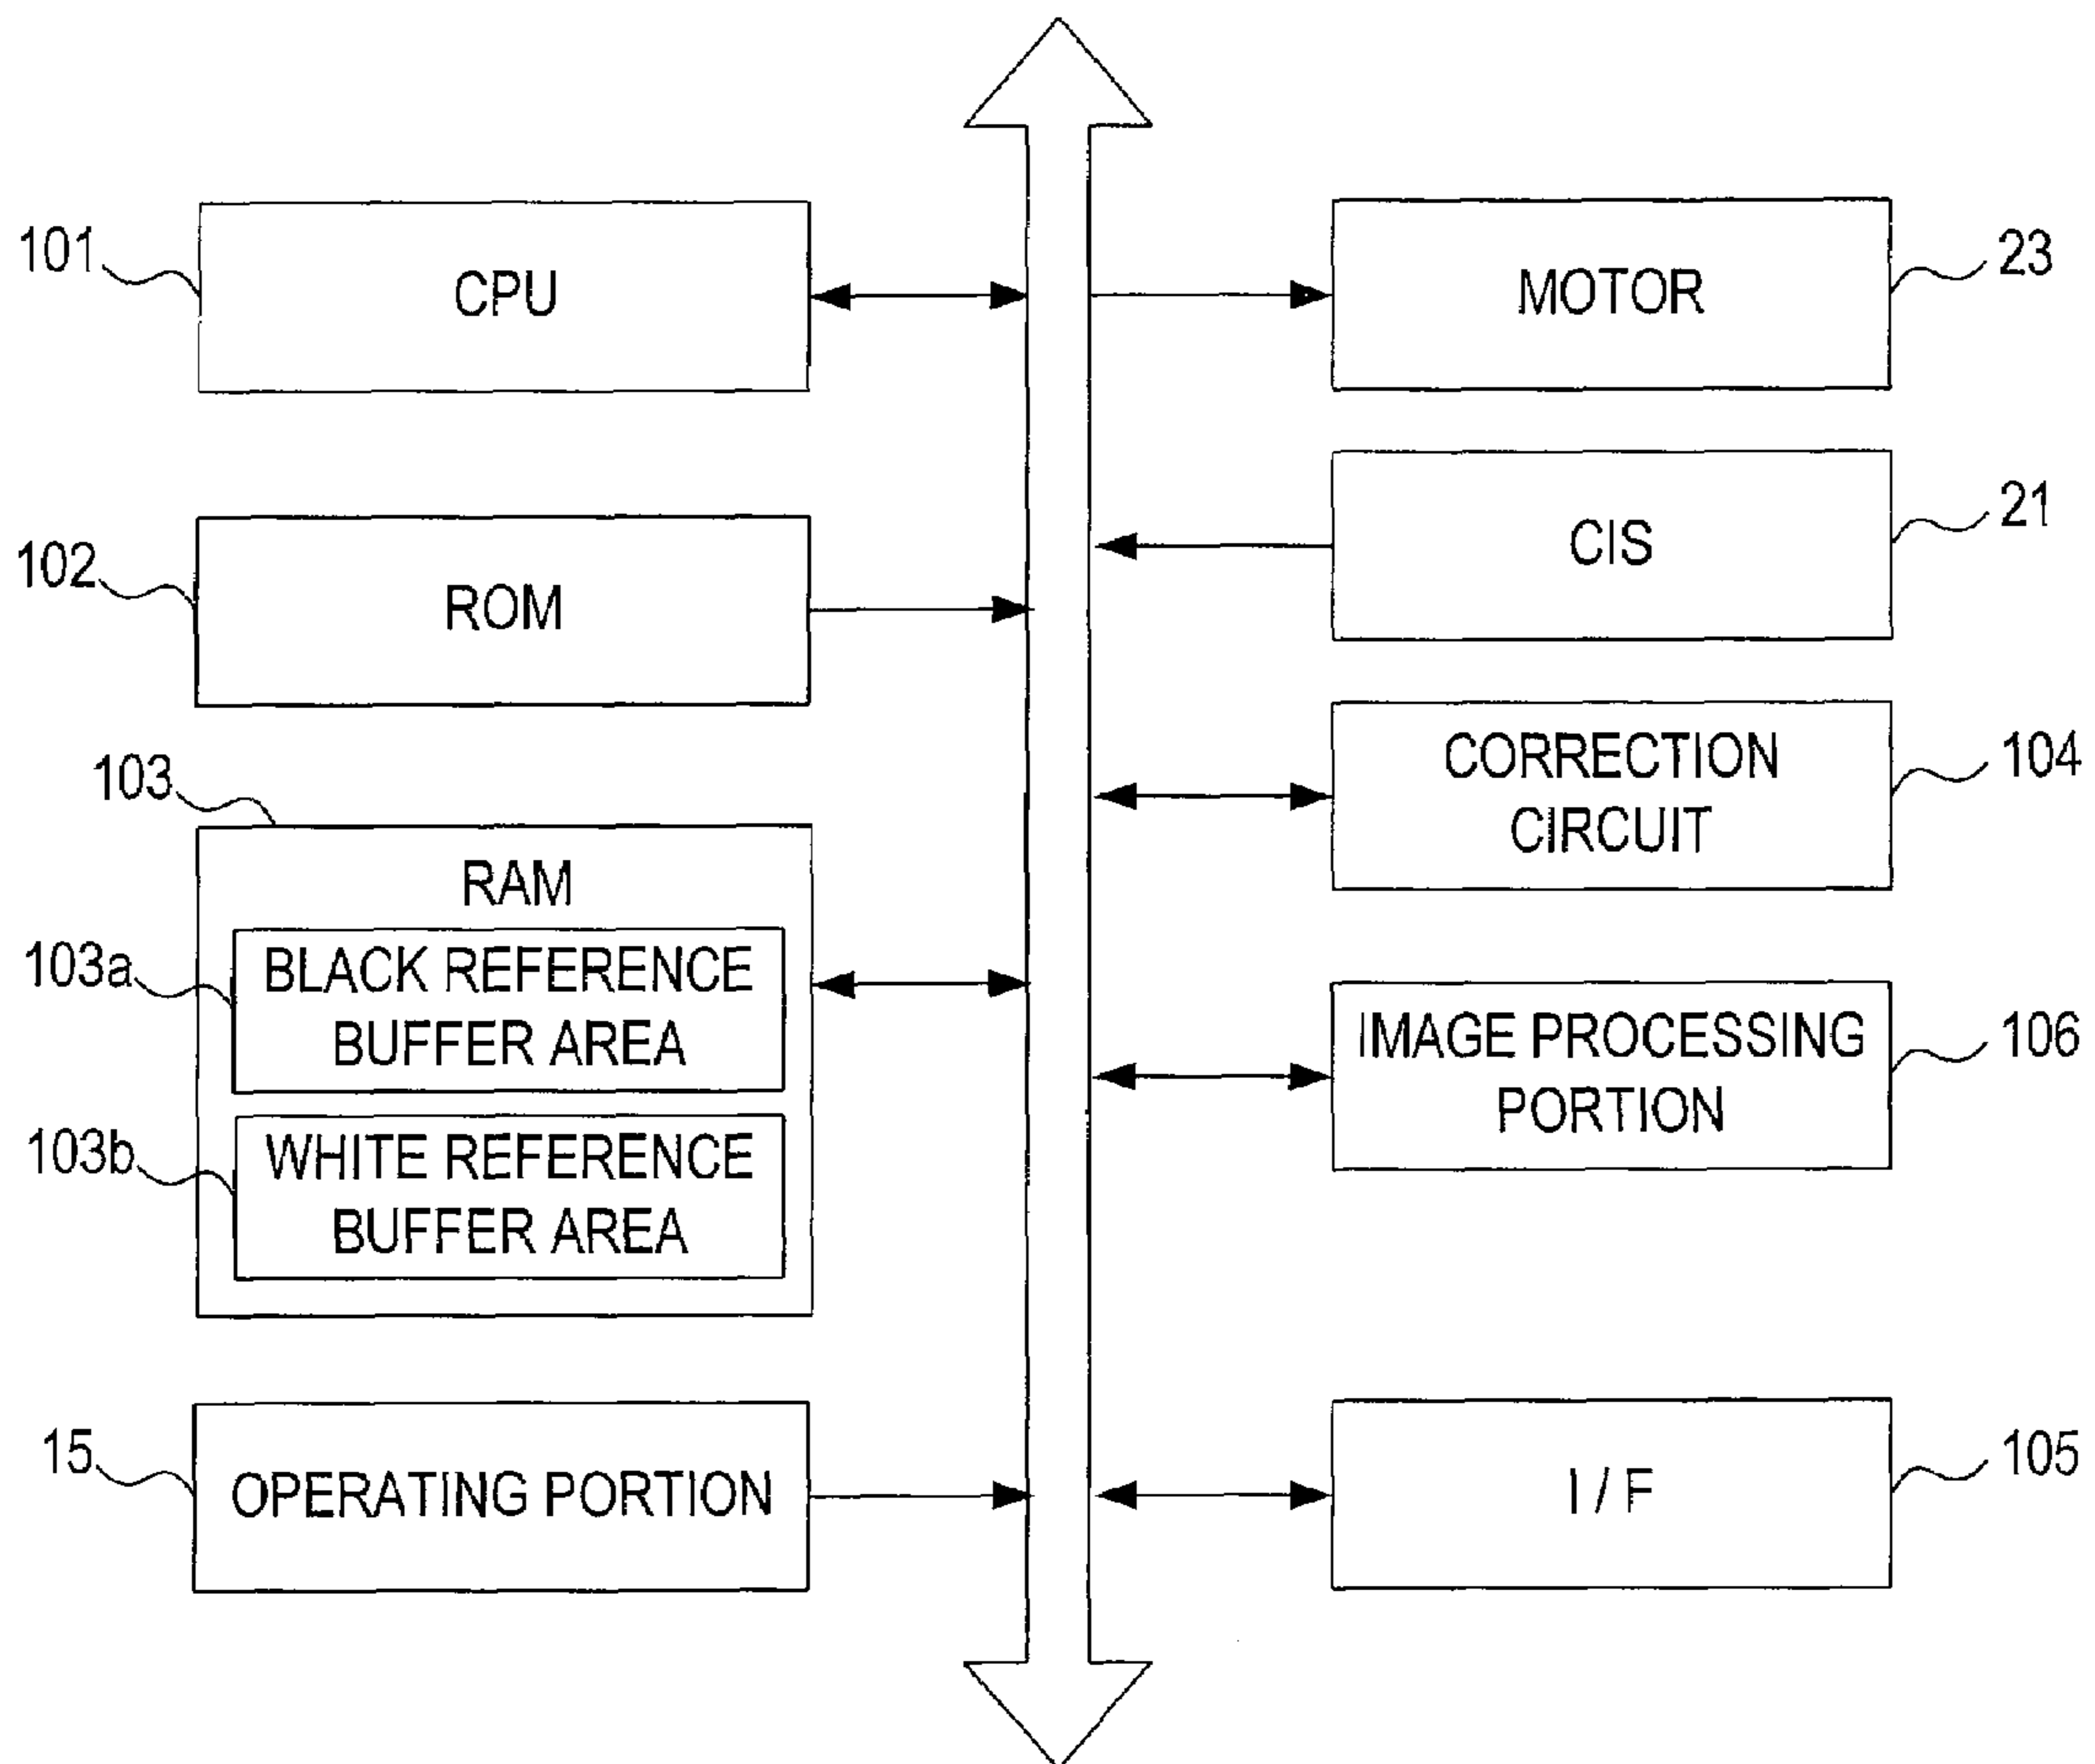 101
CPU
102
ROM
103
RAM
103a
BLACK REFERENCE
BUFFER AREA
103b
WHITE REFERENCE
BUFFER AREA
15
OPERATING PORTION
MOTOR
23
CIS
21
CORRECTION
CIRCUIT
104
IMAGE PROCESSING
PORTION
106
I / F
105